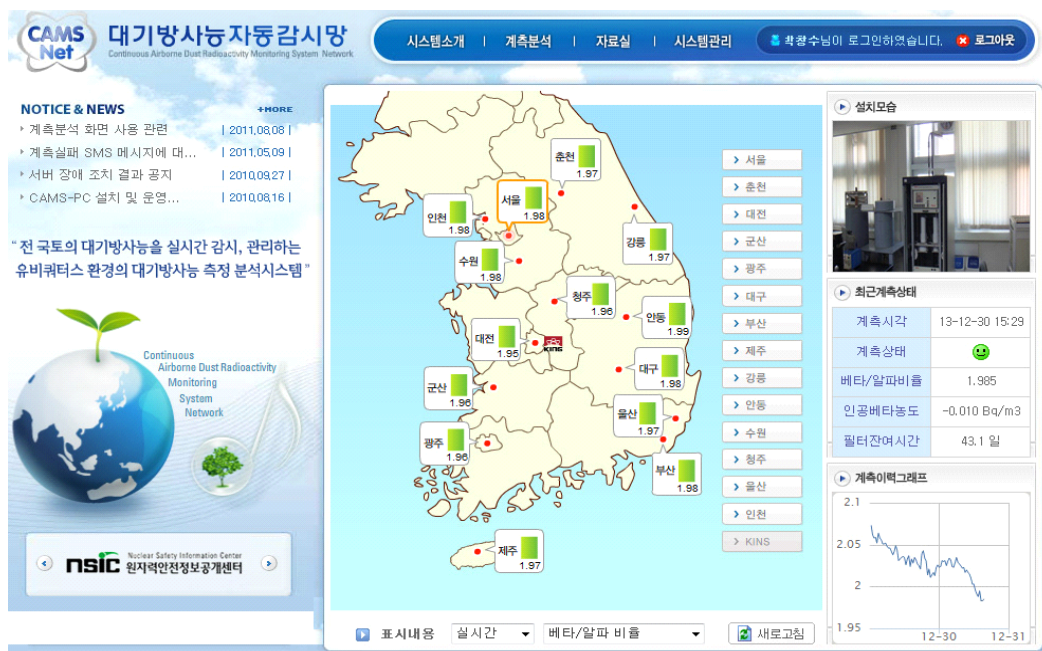 CAMS
Net
대기방사능자동감시망
Continuous Airborne Dust Radioactivity Monitoring System Network
시스템소개 | 계측분석 | 자료실 | 시스템관리
님이 로그인하였습니다. 로그아웃
NOTICE & NEWS
+MORE
계측분석 화면 사용 관련 | 2011,08,08 |
계측실패 SMS 메시지에 대... | 2011,05,09 |
서버 장애 조치 결과 공지 | 2010,09,27 |
CAMS-PC 설치 및 운영... | 2010,08,16 |
“ 전 국토의 대기방사능을 실시간 감시, 관리하는
유비쿼터스 환경의 대기방사능 측정 분석시스템 ”
Continuous
Airborne Dust Radioactivity
Monitoring
System
Network
nsic
Nuclear Safety Information Center
원자력안전정보공개센터
춘천 1.97
서울 1.98
인천 1.98
강릉 1.97
수원 1.98
청주 1.96
안동 1.99
대전 1.95
KINS
대구 1.98
군산 1.96
울산 1.97
광주 1.96
부산 1.98
제주 1.97
서울
춘천
대전
군산
광주
대구
부산
제주
강릉
안동
수원
청주
울산
인천
KINS
표시내용 실시간 베타/알파 비율 새로고침
설치모습
최근계측상태
계측시각 13-12-30 15:29
계측상태
베타/알파비율 1.985
인공베타농도 -0.010 Bq/m3
필터잔여시간 43.1 일
계측이력그래프
2.1
2.05
2
1.95
12-30 12-31